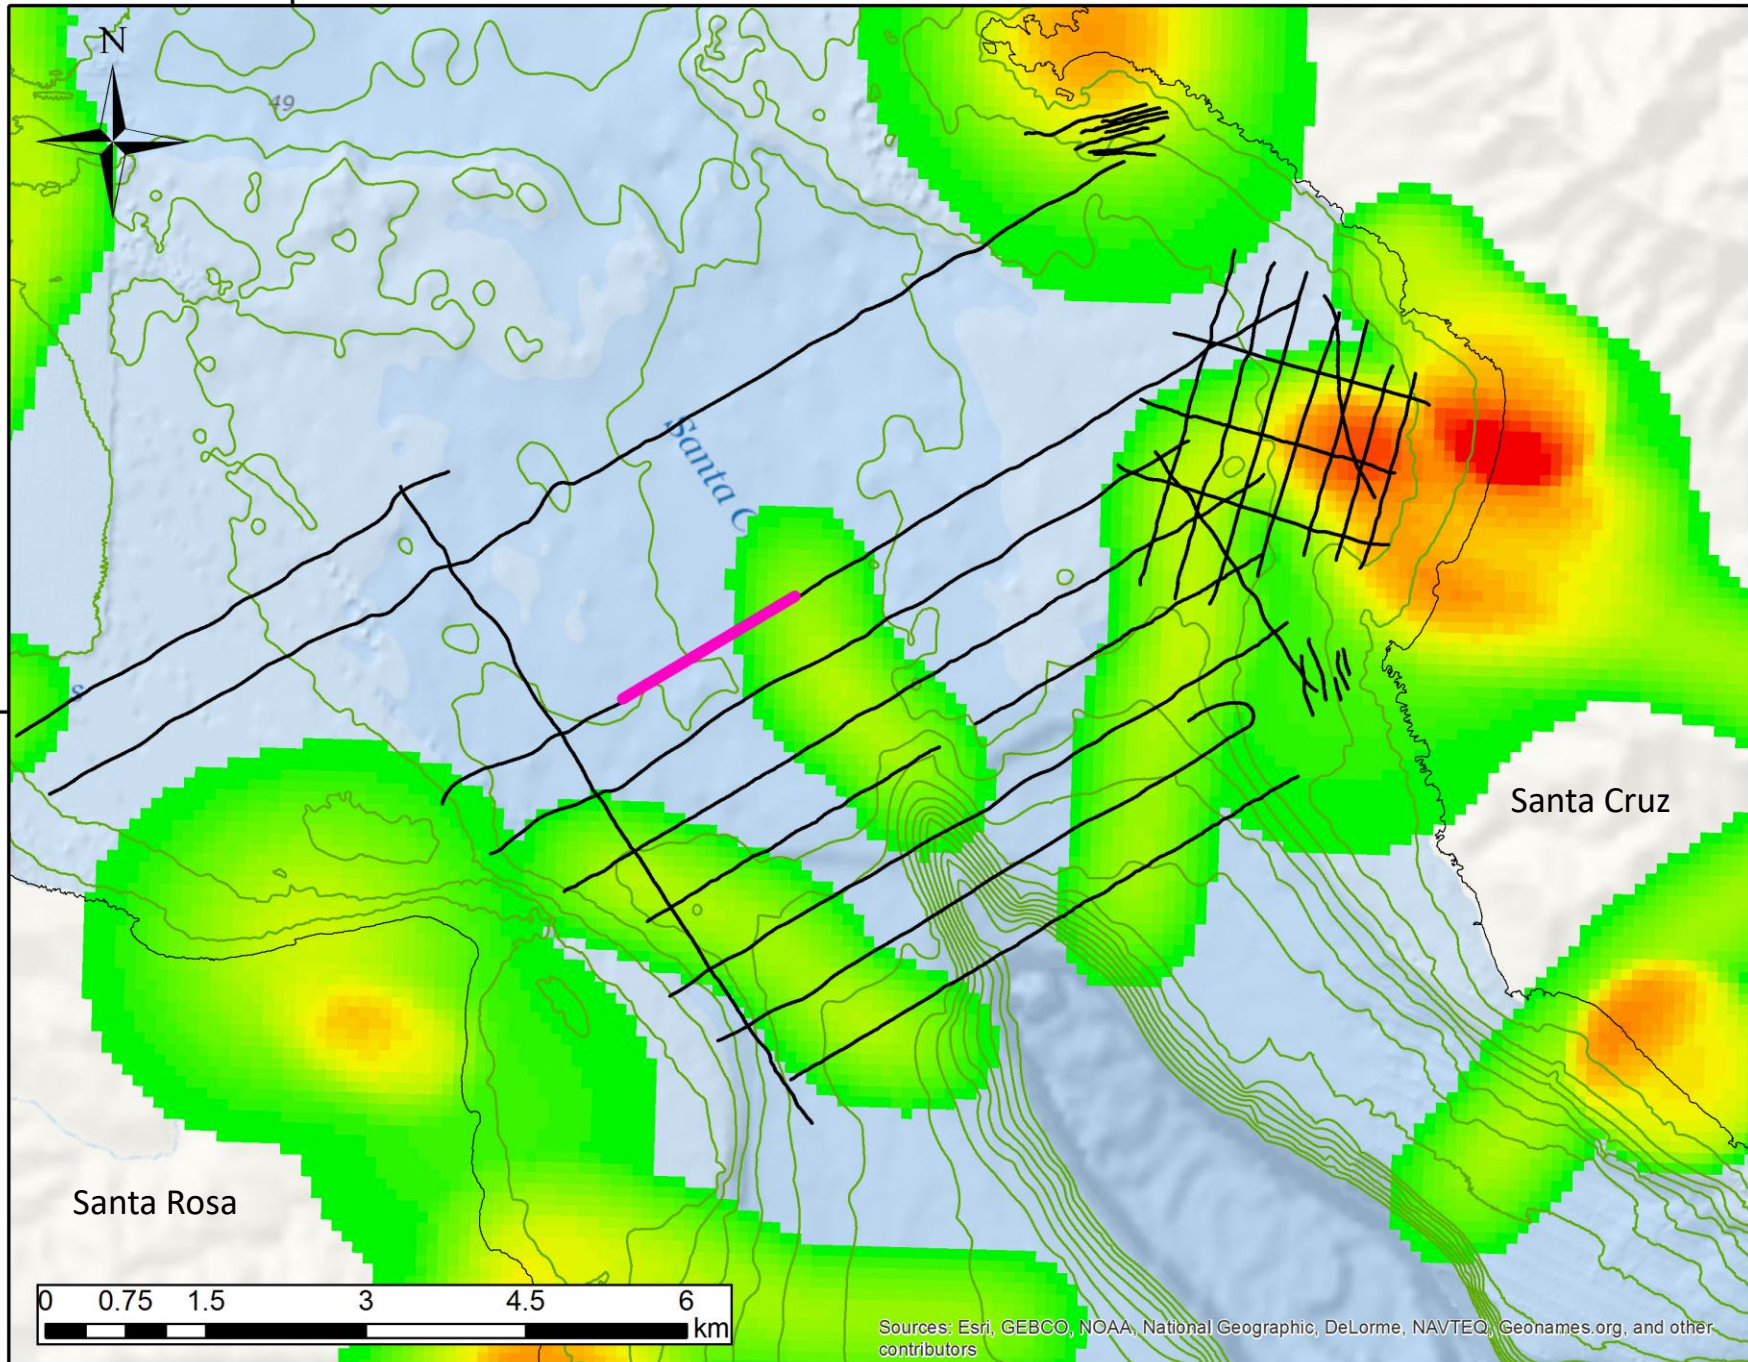 N
49
Santa C
s
Santa Cruz
Santa Rosa
0 0.75 1.5 3 4.5 6
km
Sources: Esri, GEBCO, NOAA, National Geographic, DeLorme, NAVTEQ, Geonames.org, and other
contributors